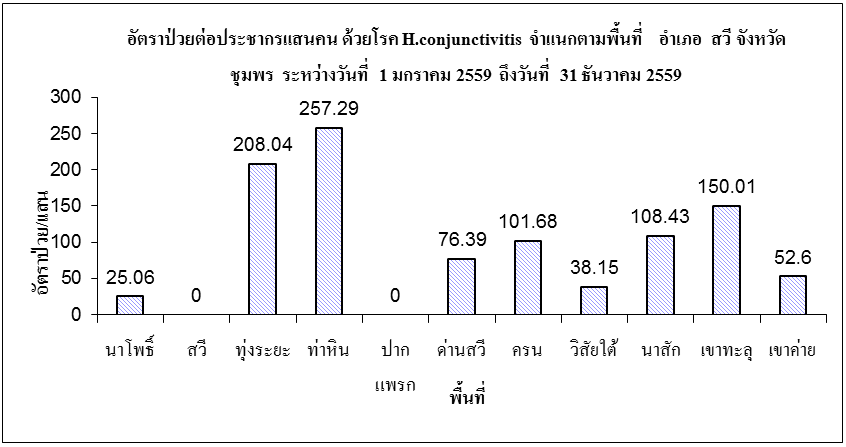 อัตราป่วยต่อประชากรแสนคน ด้วยโรค H.conjunctivitis จำแนกตามพื้นที่ อำเภอ สวี จังหวัด
ชุมพร ระหว่างวันที่ 1 มกราคม 2559 ถึงวันที่ 31 ธันวาคม 2559
อัตราป่วย/แสน
300
250
200
150
100
50
0
25.06
0
208.04
257.29
0
76.39
101.68
38.15
108.43
150.01
52.6
นาโพธิ์
สวี
ทุ่งระยะ
ท่าหิน
ปาก
แพรก
ด่านสวี
ครน
วิสัยใต้
นาสัก
เขาทะลุ
เขาค่าย
พื้นที่